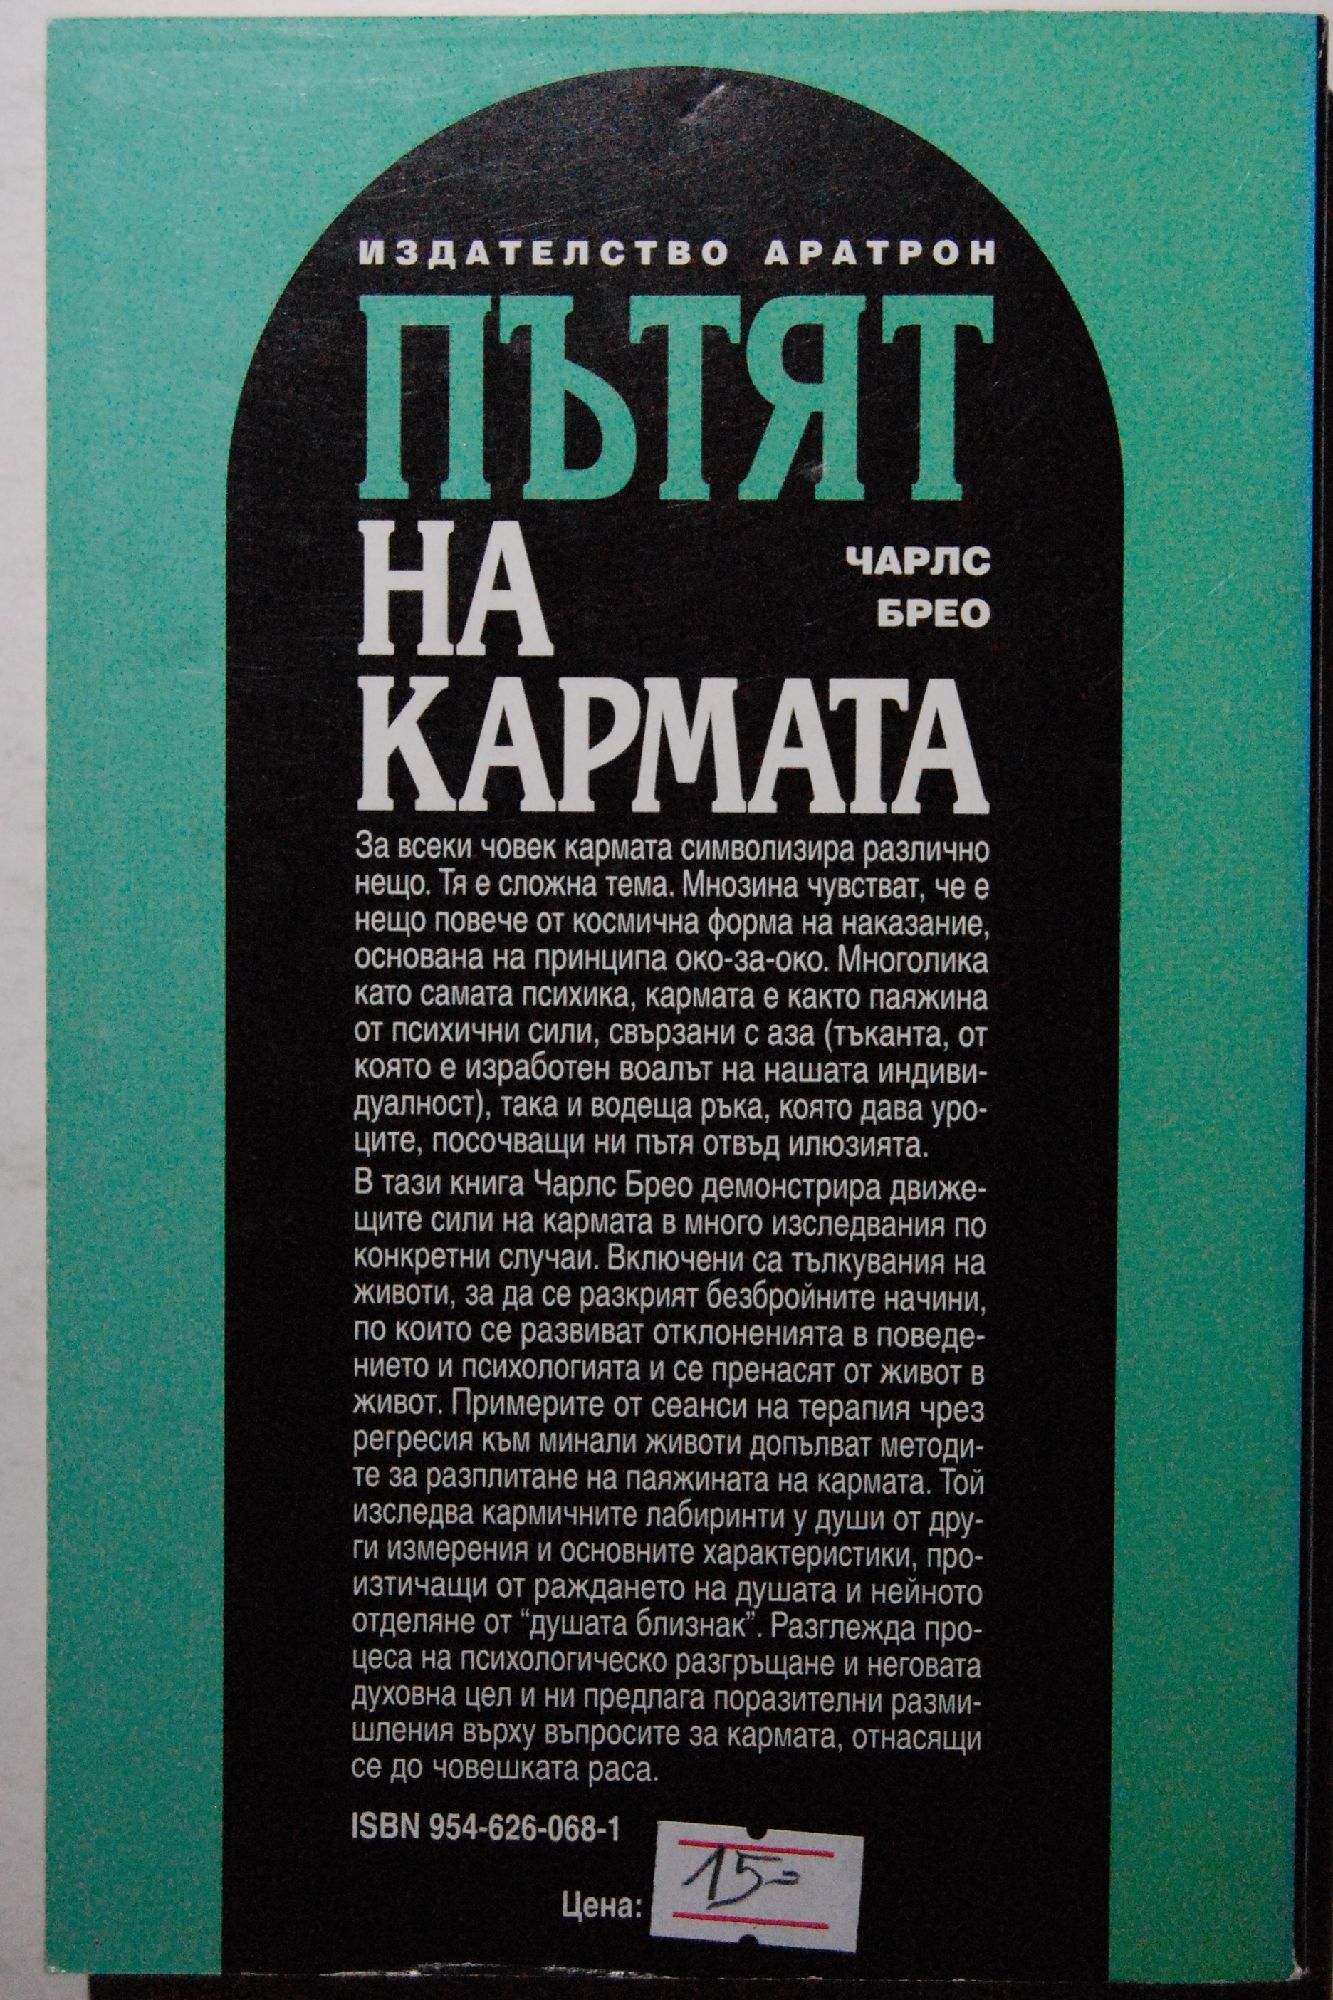 ИЗДАТЕЛСТВО АРАТРОН
ПЪТЯТ
НА
ЧАРЛС
БРЕО
КАРМАТА
За всеки човек кармата символизира различно
нещо. Тя е сложна тема. Мнозина чувстват, че е
нещо повече от космична форма на наказание,
основана на принципа око-за-око. Многолика
като самата психика, кармата е както паяжина
от психични сили, свързани с аза (тъканта, от
която е изработен воалът на нашата индиви-
дуалност), така и водеща ръка, която дава уро-
ците, посочващи ни пътя отвъд илюзията.
В тази книга Чарлс Брео демонстрира движе-
щите сили на кармата в много изследвания по
конкретни случаи. Включени са тълкувания на
животи, за да се разкрият безбройните начини,
по които се развиват отклоненията в поведе-
нието и психологията и се пренасят от живот в
живот. Примерите от сеанси на терапия чрез
регресия към минали животи допълват методи-
те за разплитане на паяжината на кармата. Той
изследва кармичните лабиринти у души от дру-
ги измерения и основните характеристики, про-
изтичащи от раждането на душата и нейното
отделяне от “душата близнак”. Разглежда про-
цеса на психологическо разгръщане и неговата
духовна цел и ни предлага поразителни разми-
шления върху въпросите за кармата, отнасящи
се до човешката раса.
ISBN 954-626-068-1
Цена: 15=